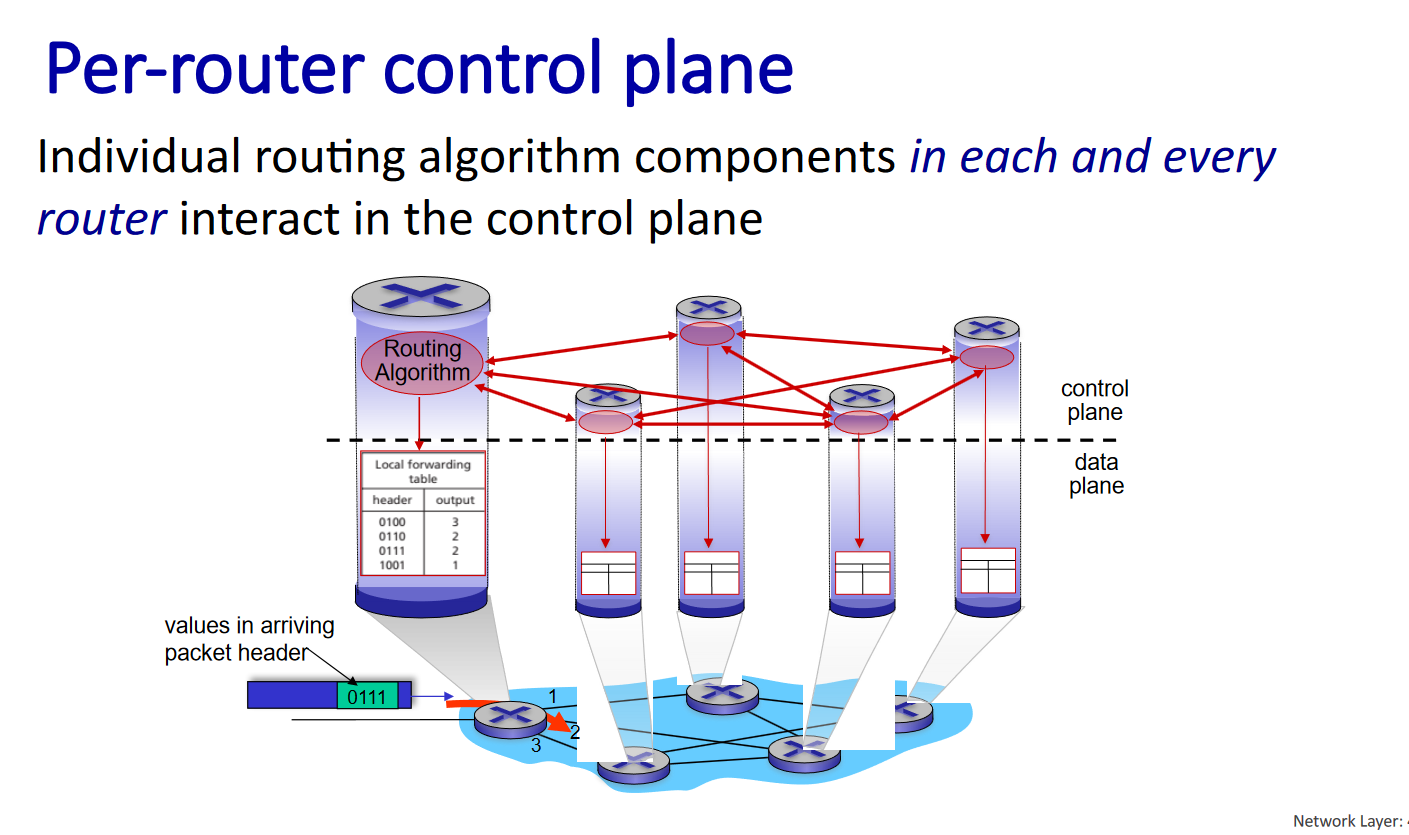 Per-router control plane
Individual routing algorithm components in each and every
router interact in the control plane
Routing
Algorithm
control
plane
data
plane
Local forwarding
table
header output
0100 3
0110 2
0111 2
1001 1
values in arriving
packet header
0111
1
2
3
Network Layer: